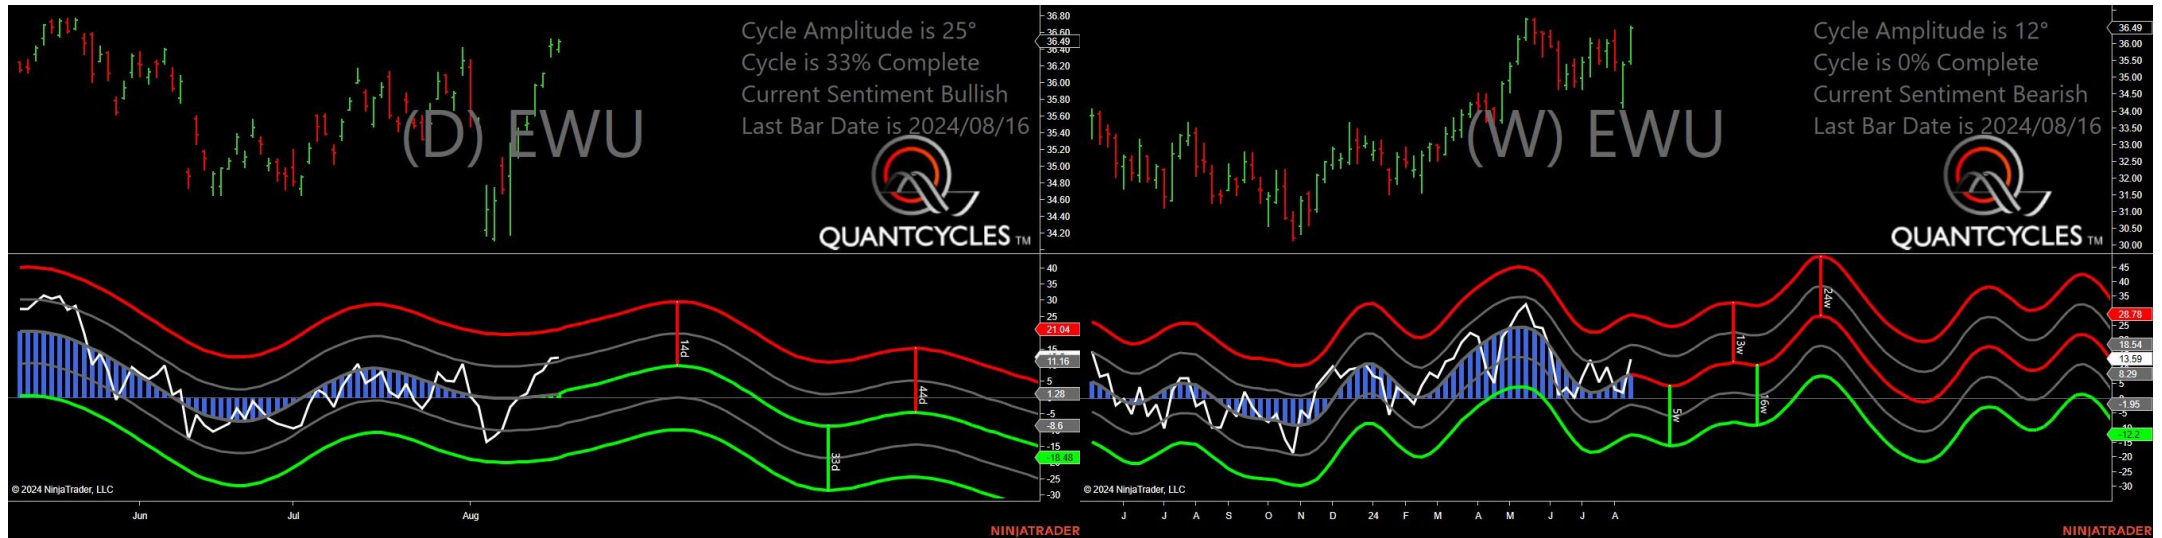 Cycle Amplitude is 25°
Cycle is 33% Complete
Current Sentiment Bullish
Last Bar Date is 2024/08/16
(D) EWU
QUANTCYCLES TM
36.80
36.60
36.49
36.40
36.20
36.00
35.80
35.60
35.40
35.20
35.00
34.80
34.60
34.40
34.20
40
35
30
25
21.04
15
11.16
5
1.28
-5
-8.6
-15
-18.48
-25
-30
14d
33d
44d
© 2024 NinjaTrader, LLC
Jun Jul Aug
NINJATRADER
Cycle Amplitude is 12°
Cycle is 0% Complete
Current Sentiment Bearish
Last Bar Date is 2024/08/16
(W) EWU
QUANTCYCLES TM
36.49
36.00
35.50
35.00
34.50
34.00
33.50
33.00
32.50
32.00
31.50
31.00
30.50
30.00
45
40
35
28.78
25
18.54
13.59
8.29
5
-1.95
-5
-12.2
-15
-20
-25
-30
5w
13w
16w
24w
© 2024 NinjaTrader, LLC
J J A S O N D 24 F M A M J J A
NINJATRADER